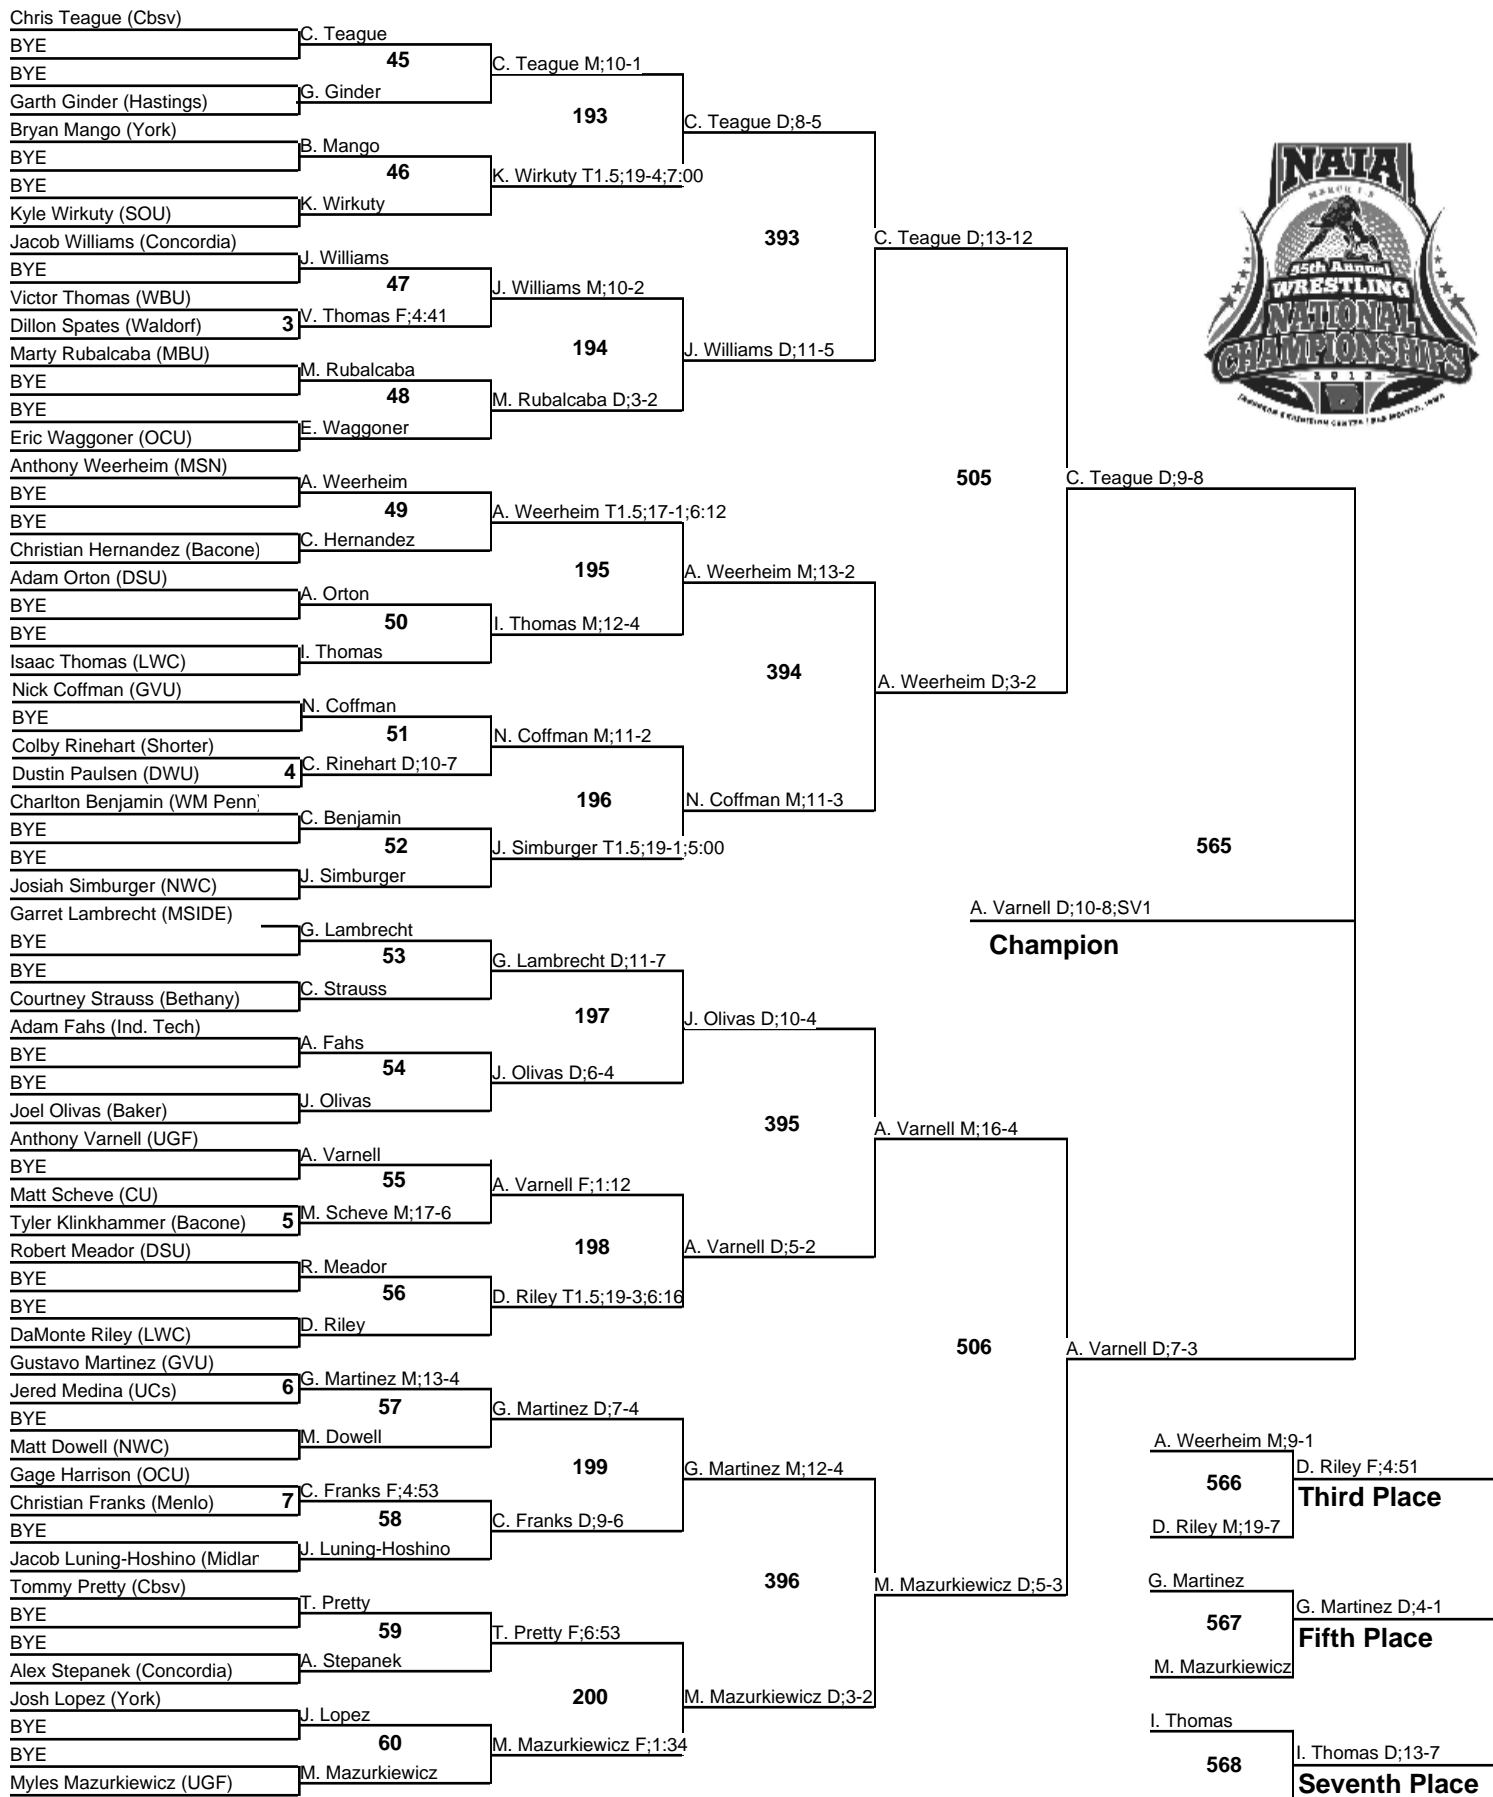 Chris Teague (Cbsv)
BYE
BYE
Garth Ginder (Hastings)
Bryan Mango (York)
BYE
BYE
Kyle Wirkuty (SOU)
Jacob Williams (Concordia)
BYE
Victor Thomas (WBU)
Dillon Spates (Waldorf) 3
Marty Rubalcaba (MBU)
BYE
BYE
Eric Waggoner (OCU)
Anthony Weerheim (MSN)
BYE
BYE
Christian Hernandez (Bacone)
Adam Orton (DSU)
BYE
BYE
Isaac Thomas (LWC)
Nick Coffman (GVU)
BYE
Colby Rinehart (Shorter)
Dustin Paulsen (DWU) 4
Charlton Benjamin (WM Penn)
BYE
BYE
Josiah Simburger (NWC)
Garret Lambrecht (MSIDE)
BYE
BYE
Courtney Strauss (Bethany)
Adam Fahs (Ind. Tech)
BYE
BYE
Joel Olivas (Baker)
Anthony Varnell (UGF)
BYE
Matt Scheve (CU)
Tyler Klinkhammer (Bacone) 5
Robert Meador (DSU)
BYE
BYE
DaMonte Riley (LWC)
Gustavo Martinez (GVU)
Jered Medina (UCs) 6
BYE
Matt Dowell (NWC)
Gage Harrison (OCU)
Christian Franks (Menlo) 7
BYE
Jacob Luning-Hoshino (Midlar
Tommy Pretty (Cbsv)
BYE
BYE
Alex Stepanek (Concordia)
Josh Lopez (York)
BYE
BYE
Myles Mazurkiewicz (UGF)
C. Teague
45
G. Ginder
B. Mango
46
K. Wirkuty
J. Williams
47
V. Thomas F;4:41
M. Rubalcaba
48
E. Waggoner
A. Weerheim
49
C. Hernandez
A. Orton
50
I. Thomas
N. Coffman
51
C. Rinehart D;10-7
C. Benjamin
52
J. Simburger
G. Lambrecht
53
C. Strauss
A. Fahs
54
J. Olivas
A. Varnell
55
M. Scheve M;17-6
R. Meador
56
D. Riley
G. Martinez M;13-4
57
M. Dowell
C. Franks F;4:53
58
J. Luning-Hoshino
T. Pretty
59
A. Stepanek
J. Lopez
60
M. Mazurkiewicz
C. Teague M;10-1
193
K. Wirkuty T1.5;19-4;7:00
J. Williams M;10-2
194
M. Rubalcaba D;3-2
A. Weerheim T1.5;17-1;6:12
195
I. Thomas M;12-4
N. Coffman M;11-2
196
J. Simburger T1.5;19-1;5:00
G. Lambrecht D;11-7
197
J. Olivas D;6-4
A. Varnell F;1:12
198
D. Riley T1.5;19-3;6:16
G. Martinez D;7-4
199
C. Franks D;9-6
T. Pretty F;6:53
200
M. Mazurkiewicz F;1:34
C. Teague D;8-5
393
J. Williams D;11-5
A. Weerheim M;13-2
394
N. Coffman M;11-3
J. Olivas D;10-4
395
A. Varnell D;5-2
G. Martinez M;12-4
396
M. Mazurkiewicz D;3-2
C. Teague D;13-12
505
A. Weerheim D;3-2
A. Varnell M;16-4
506
M. Mazurkiewicz D;5-3
C. Teague D;9-8
565
A. Varnell D;7-3
A. Varnell D;10-8;SV1
Champion
NAIA
MARCH 1-3
55th Annual
WRESTLING
NATIONAL
CHAMPIONSHIPS
2012
A. Weerheim M;9-1
566
D. Riley M;19-7
D. Riley F;4:51
Third Place
G. Martinez
567
M. Mazurkiewicz
G. Martinez D;4-1
Fifth Place
I. Thomas
568
I. Thomas D;13-7
Seventh Place